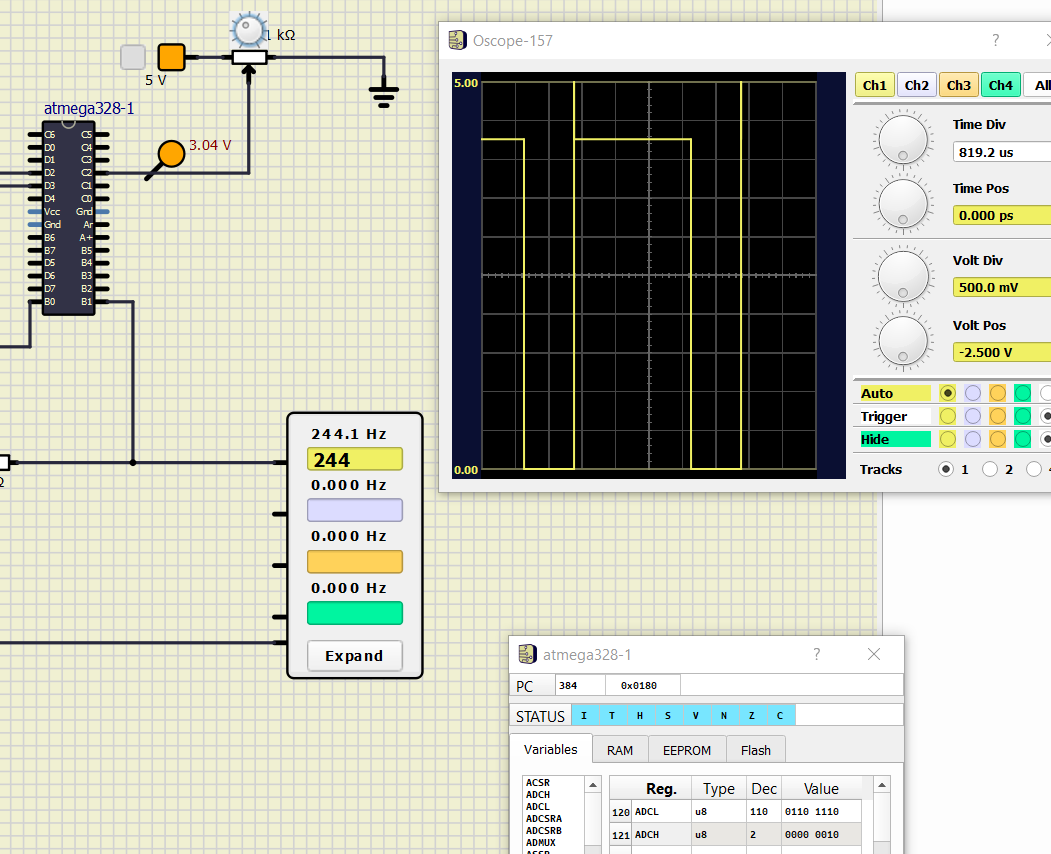 1 kΩ
5 V
atmega328-1
3.04 V
C6 C5
D0 C4
D1 C3
D2 C2
D3 C1
D4 C0
Vcc Gnd
Gnd Ar
B6 A+
B7 B5
D5 B4
D6 B3
D7 B2
B0 B1
Ω
244.1 Hz
244
0.000 Hz
0.000 Hz
0.000 Hz
Expand
Oscope-157 ?
5.00
0.00
Ch1 Ch2 Ch3 Ch4 All
Time Div
819.2 us
Time Pos
0.000 ps
Volt Div
500.0 mV
Volt Pos
-2.500 V
Auto
Trigger
Hide
Tracks 1 2 4
atmega328-1 ?
PC 384 0x0180
STATUS I T H S V N Z C
Variables RAM EEPROM Flash
ACSR
ADCH
ADCL
ADCSRA
ADCSRB
ADMUX
ASSR
Reg. Type Dec Value
120 ADCL u8 110 0110 1110
121 ADCH u8 2 0000 0010